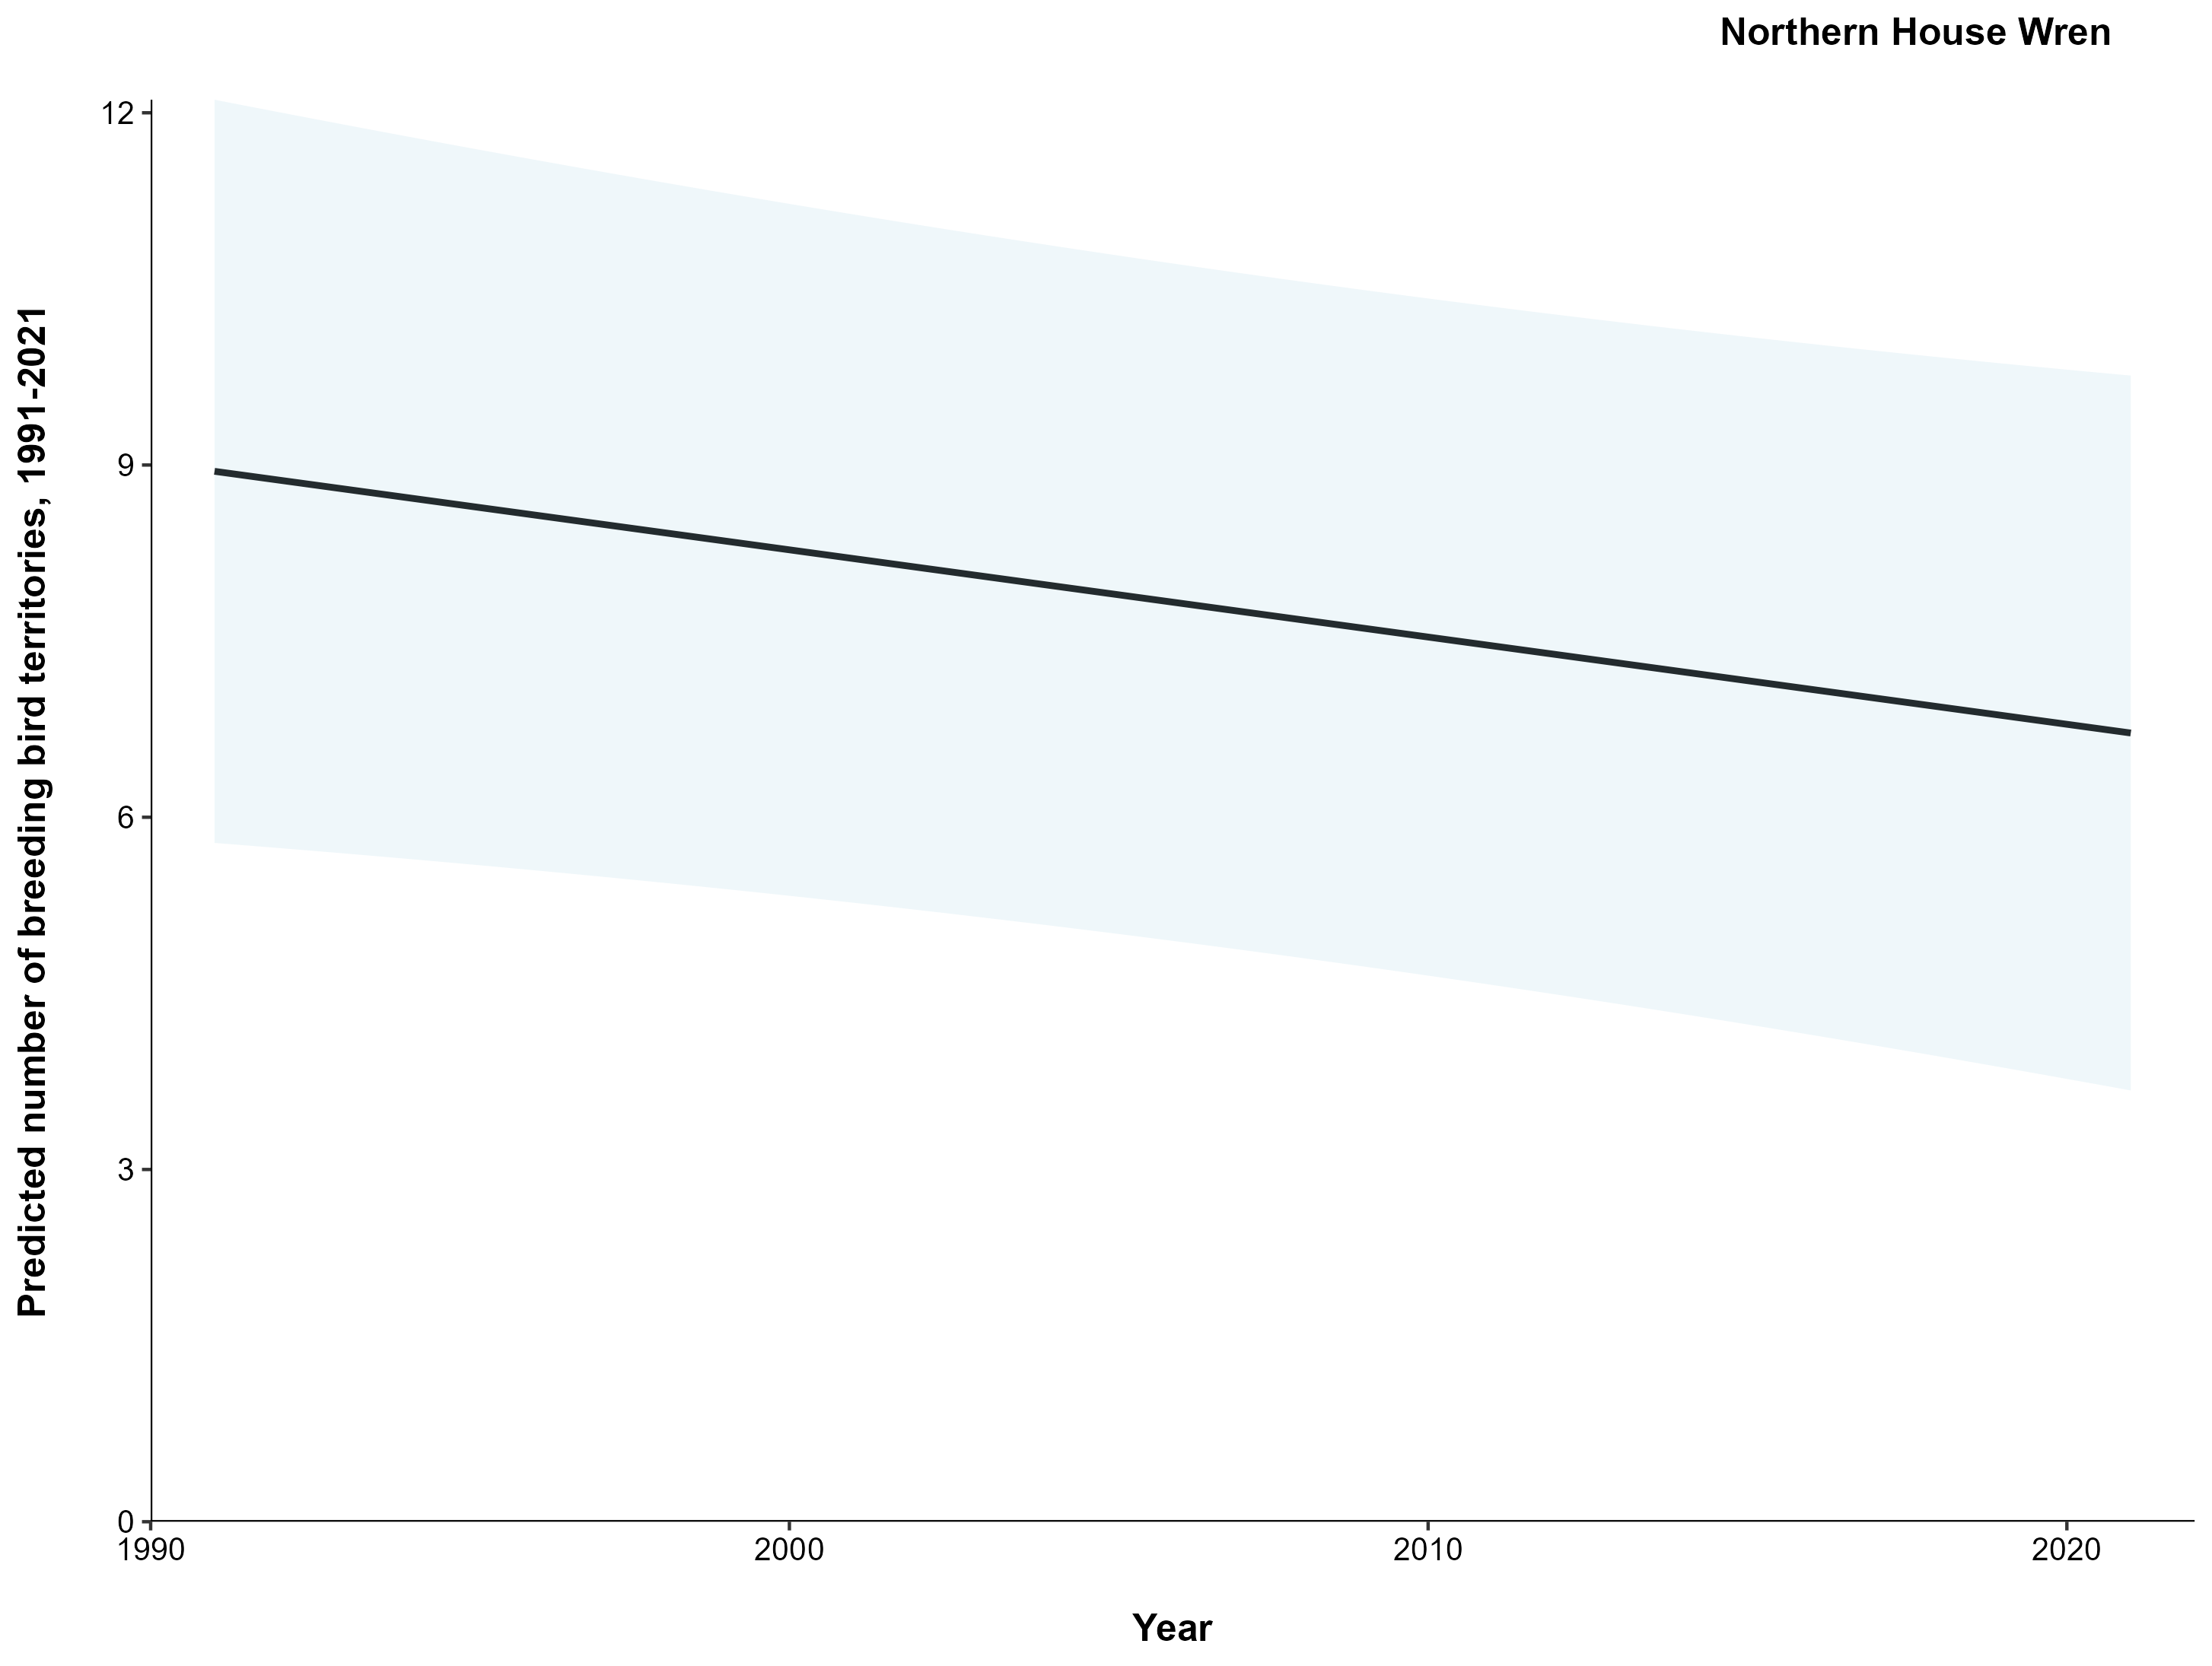 Northern House Wren
Predicted number of breeding bird territories, 1991-2021
12
9
6
3
0
1990 2000 2010 2020
Year